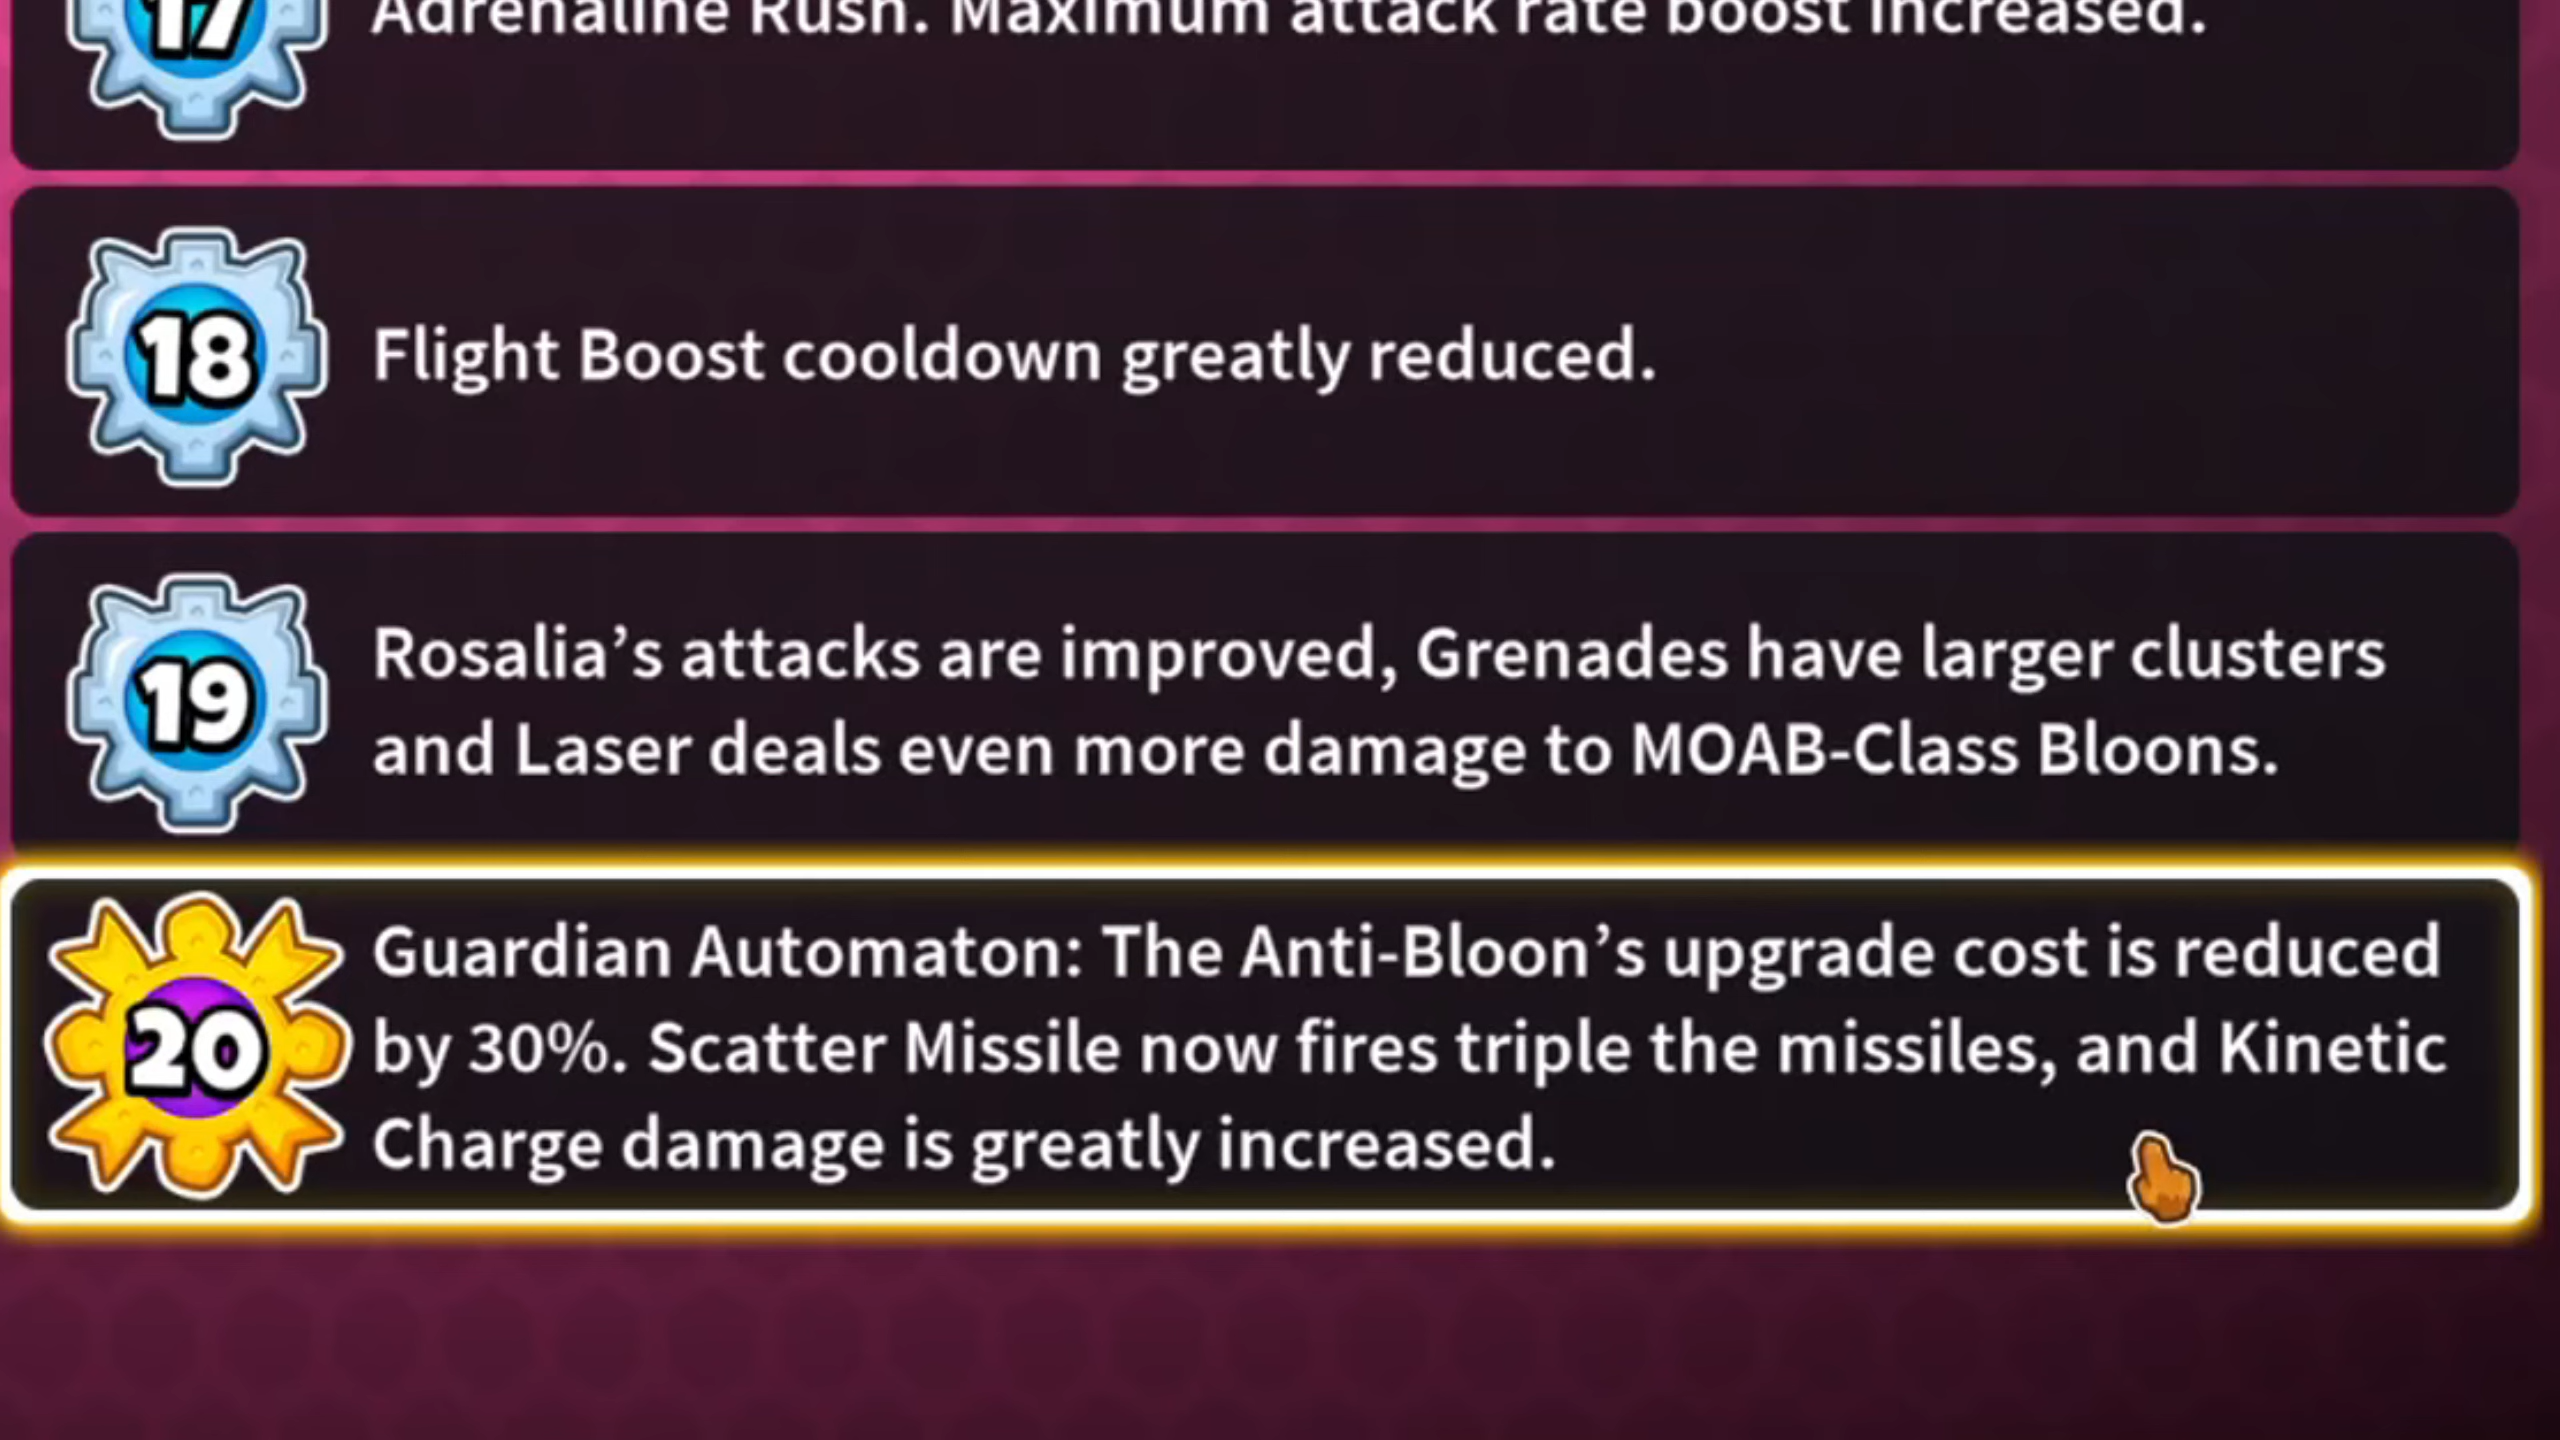 17
Adrenaline Rush. Maximum attack rate boost increased.
18
Flight Boost cooldown greatly reduced.
19
Rosalia’s attacks are improved, Grenades have larger clusters
and Laser deals even more damage to MOAB-Class Bloons.
20
Guardian Automaton: The Anti-Bloon’s upgrade cost is reduced
by 30%. Scatter Missile now fires triple the missiles, and Kinetic
Charge damage is greatly increased.